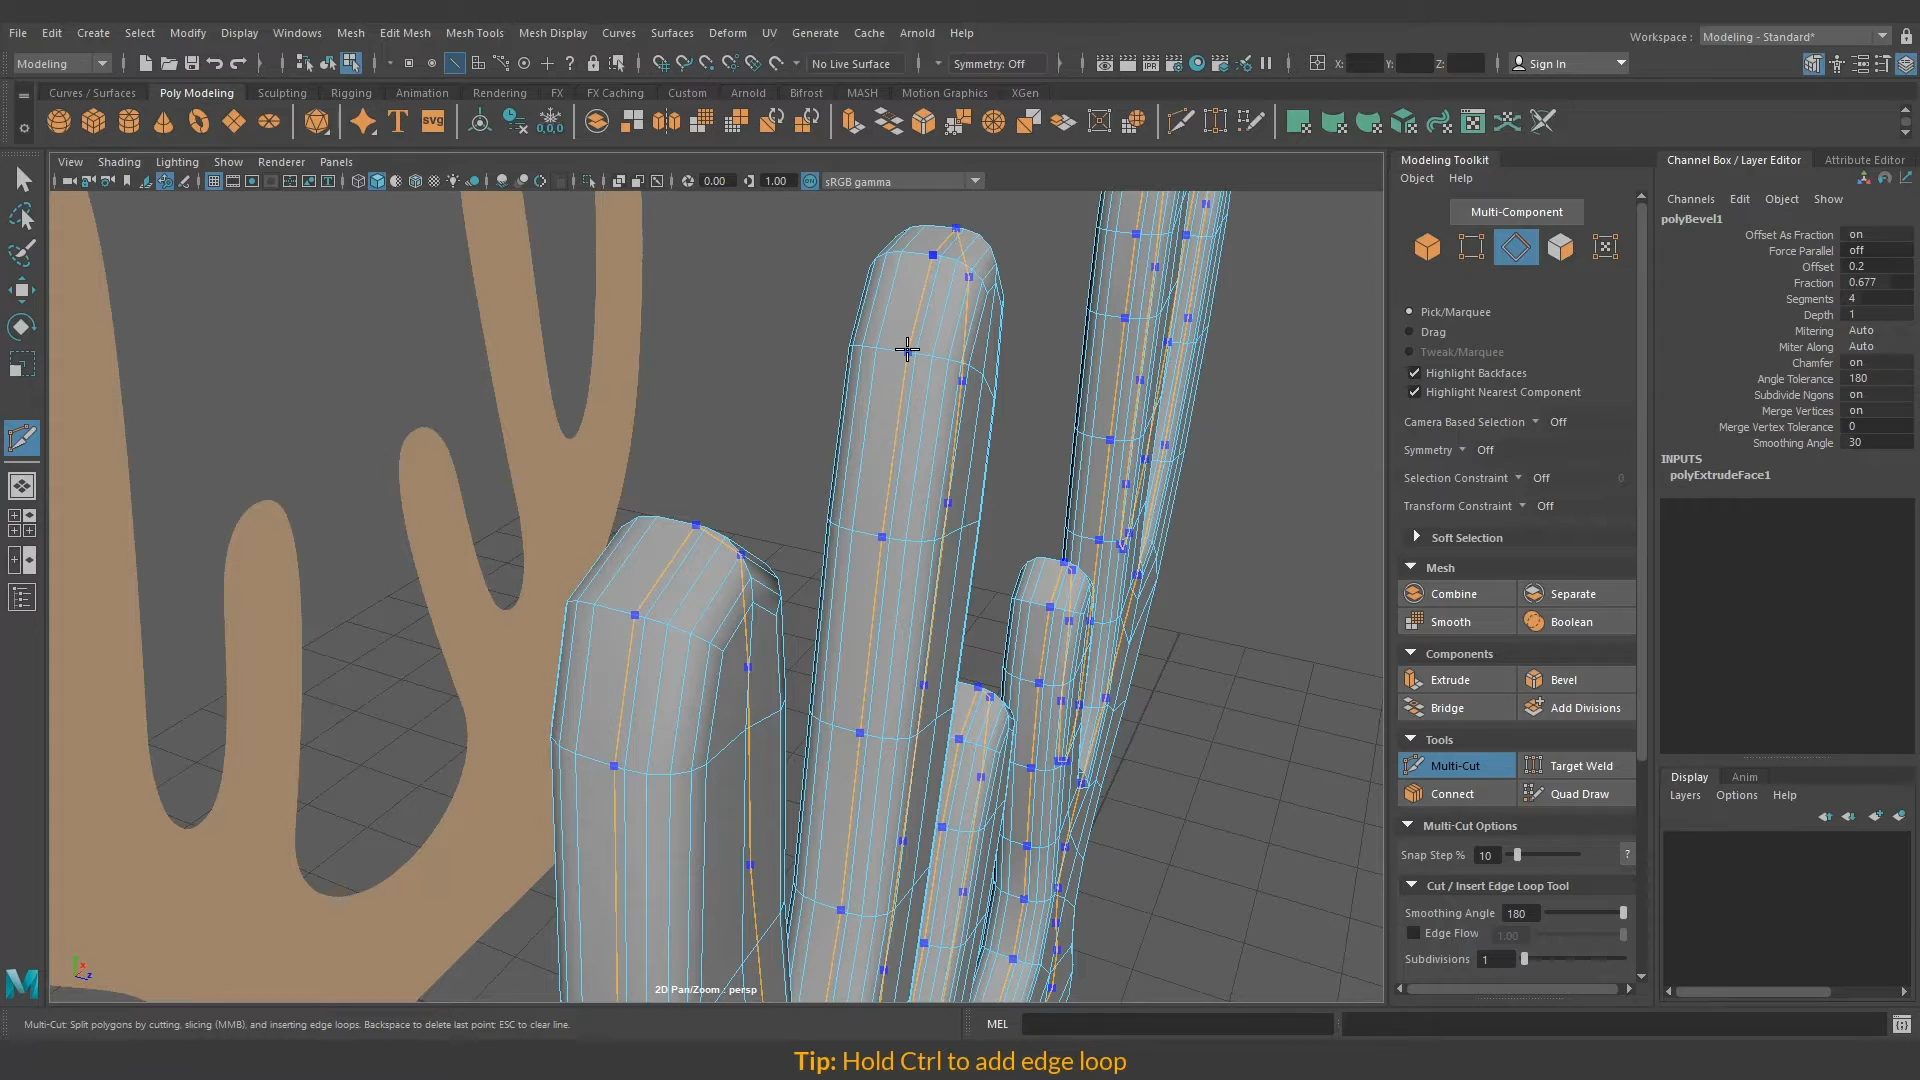 File Edit Create Select Modify Display Windows Mesh Edit Mesh Mesh Tools Mesh Display Curves Surfaces Deform UV Generate Cache Arnold Help
Workspace : Modeling - Standard*
Modeling No Live Surface Symmetry: Off X: Y: Z: Sign In
Curves / Surfaces Poly Modeling Sculpting Rigging Animation Rendering FX FX Caching Custom Arnold Bifrost MASH Motion Graphics XGen
T svg 0,0,0
View Shading Lighting Show Renderer Panels
0.00 1.00 sRGB gamma
2D Pan/Zoom : persp
Modeling Toolkit
Object Help
Multi-Component
Pick/Marquee
Drag
Tweak/Marquee
Highlight Backfaces
Highlight Nearest Component
Camera Based Selection Off
Symmetry Off
Selection Constraint Off 0
Transform Constraint Off
Soft Selection
Mesh
Combine Separate
Smooth Boolean
Components
Extrude Bevel
Bridge Add Divisions
Tools
Multi-Cut Target Weld
Connect Quad Draw
Multi-Cut Options
Snap Step % 10 ?
Cut / Insert Edge Loop Tool
Smoothing Angle 180
Edge Flow 1.00
Subdivisions 1
Channel Box / Layer Editor Attribute Editor
Channels Edit Object Show
polyBevel1
Offset As Fraction on
Force Parallel off
Offset 0.2
Fraction 0.677
Segments 4
Depth 1
Mitering Auto
Miter Along Auto
Chamfer on
Angle Tolerance 180
Subdivide Ngons on
Merge Vertices on
Merge Vertex Tolerance 0
Smoothing Angle 30
INPUTS
polyExtrudeFace1
Display Anim
Layers Options Help
Multi-Cut: Split polygons by cutting, slicing (MMB), and inserting edge loops. Backspace to delete last point; ESC to clear line.
MEL
Tip: Hold Ctrl to add edge loop